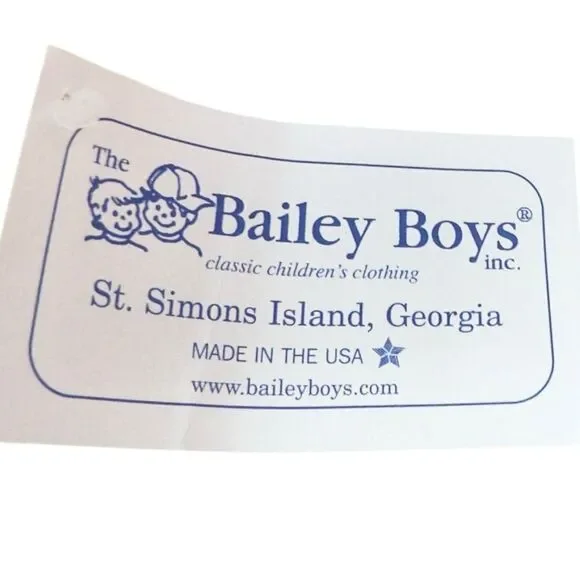 The
Bailey Boys®
inc.
classic children's clothing
St. Simons Island, Georgia
MADE IN THE USA
www.baileyboys.com